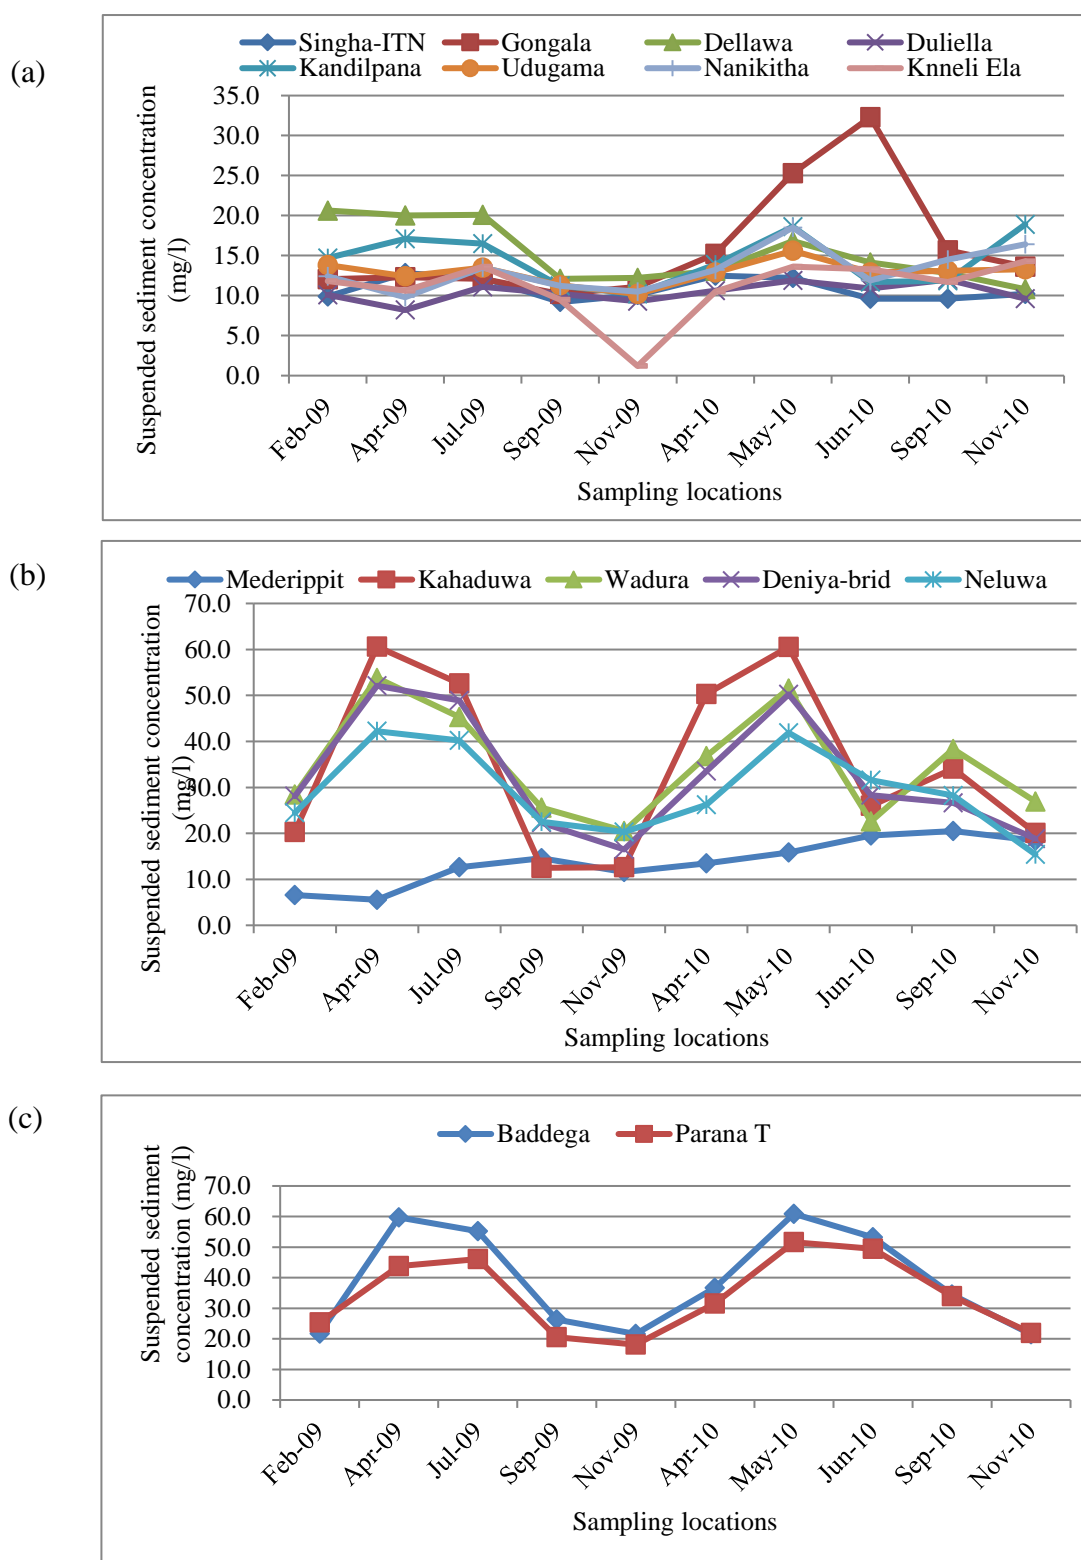 (a)
Singha-ITN Gongala Dellawa Duliella
Kandilpana Udugama Nanikitha Knneli Ela
Suspended sediment concentration
(mg/l)
35.0
30.0
25.0
20.0
15.0
10.0
5.0
0.0
Feb-09 Apr-09 Jul-09 Sep-09 Nov-09 Apr-10 May-10 Jun-10 Sep-10 Nov-10
Sampling locations
(b)
Mederippit Kahaduwa Wadura Deniya-brid Neluwa
Suspended sediment concentration
(mg/l)
70.0
60.0
50.0
40.0
30.0
20.0
10.0
0.0
Feb-09 Apr-09 Jul-09 Sep-09 Nov-09 Apr-10 May-10 Jun-10 Sep-10 Nov-10
Sampling locations
(c)
Baddega Parana T
Suspended sediment
concentration (mg/l)
70.0
60.0
50.0
40.0
30.0
20.0
10.0
0.0
Feb-09 Apr-09 Jul-09 Sep-09 Nov-09 Apr-10 May-10 Jun-10 Sep-10 Nov-10
Sampling locations